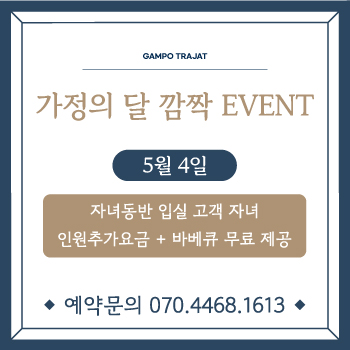 GAMPO TRAJAT
가정의 달 깜짝 EVENT
5월 4일
자녀동반 입실 고객 자녀
인원추가요금 + 바베큐 무료 제공
예약문의 070.4468.1613